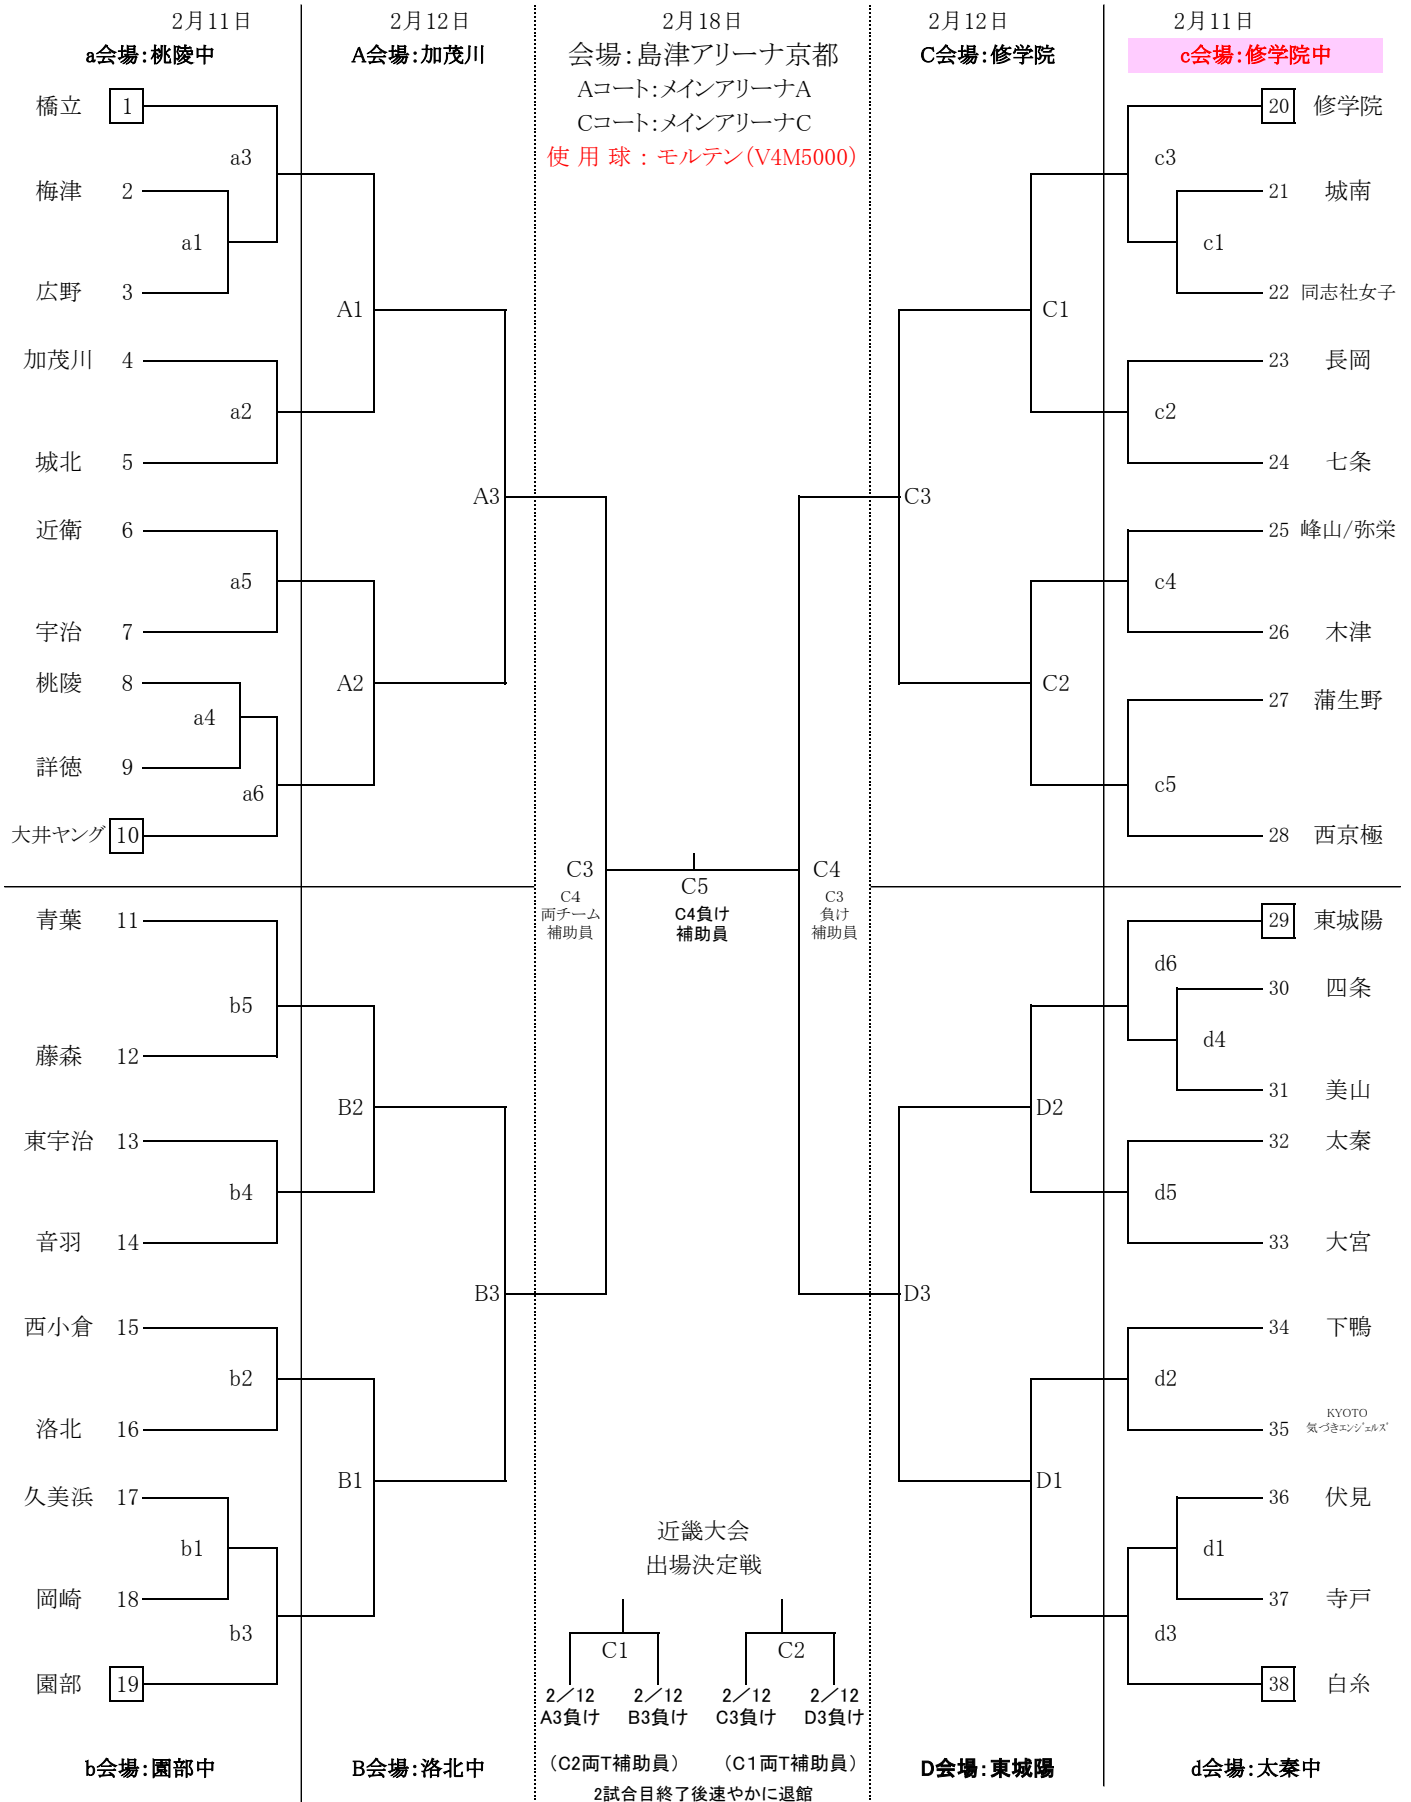 2月11日 2月12日 2月18日 2月12日 2月11日
a会場：桃陵中 A会場：加茂川 会場：島津アリーナ京都 C会場：修学院 c会場：修学院中
Aコート：メインアリーナA
Cコート：メインアリーナC
使 用 球 ： モルテン（V4M5000）
橋立 1
a3
梅津 2
a1
広野 3
A1
加茂川 4
a2
城北 5
A3
近衛 6
a5
宇治 7
桃陵 8
A2
a4
詳徳 9
a6
大井ヤング 10
青葉 11
b5
藤森 12
B2
東宇治 13
b4
音羽 14
B3
西小倉 15
b2
洛北 16
B1
久美浜 17
b1
岡崎 18
b3
園部 19
b会場：園部中 B会場：洛北中
C3
C4
両チーム
補助員
C5
C4負け
補助員
C4
C3
負け
補助員
近畿大会
出場決定戦
C1 C2
2／12 2／12 2／12 2／12
A3負け B3負け C3負け D3負け
（C2両T補助員） （C1両T補助員）
2試合目終了後速やかに退館
20 修学院
c3
21 城南
c1
22 同志社女子
C1
23 長岡
c2
24 七条
C3
25 峰山/弥栄
c4
26 木津
C2
27 蒲生野
c5
28 西京極
29 東城陽
d6
30 四条
d4
31 美山
D2
32 太秦
d5
33 大宮
D3
34 下鴨
d2
35 KYOTO
気づきエンジェルズ
D1
36 伏見
d1
37 寺戸
d3
38 白糸
D会場：東城陽 d会場：太秦中